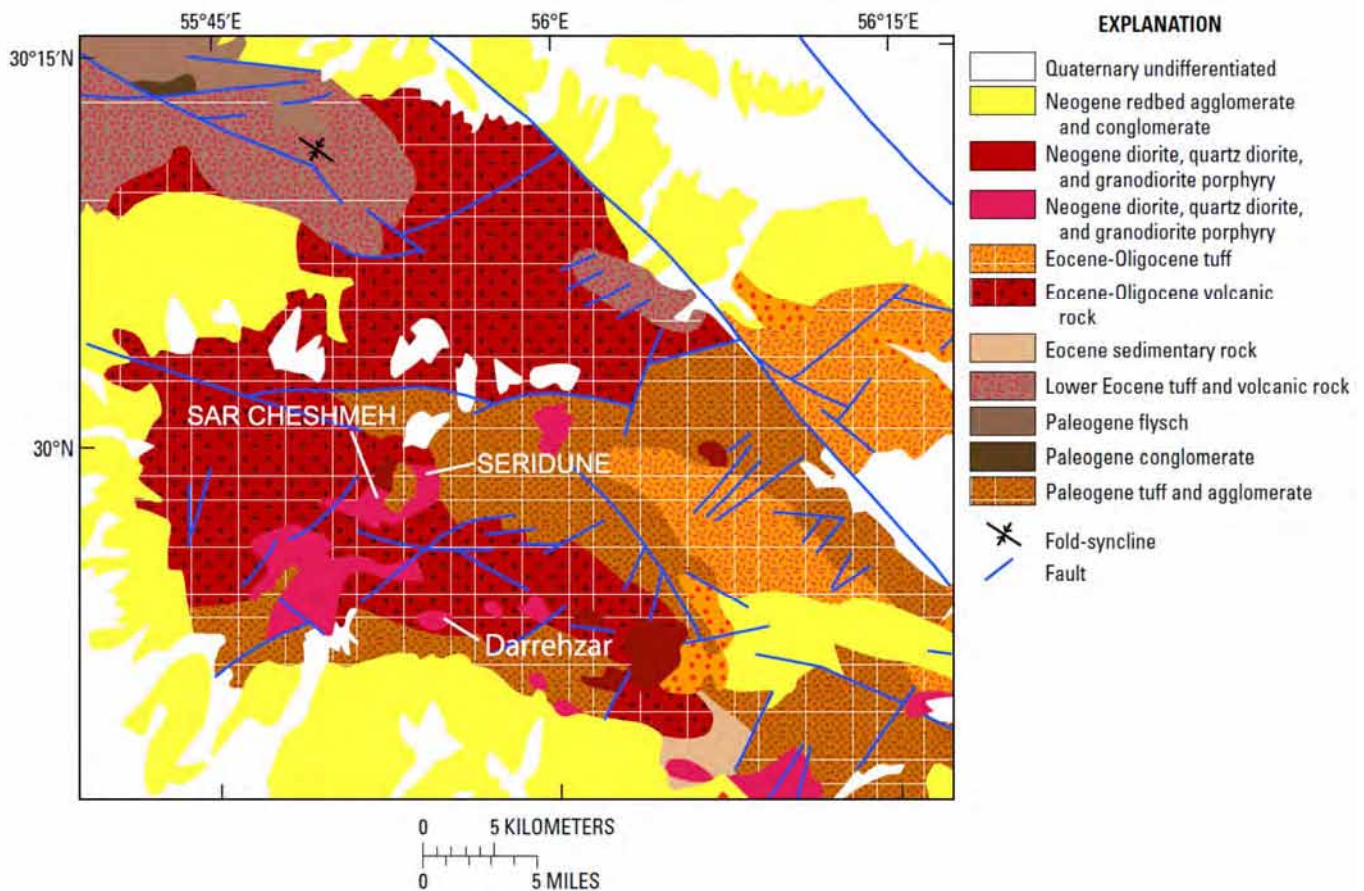 55°45'E 56°E 56°15'E
30°15'N
30°N
SAR CHESHMEH
SERIDUNE
Darrehzar
EXPLANATION
Quaternary undifferentiated
Neogene redbed agglomerate
and conglomerate
Neogene diorite, quartz diorite,
and granodiorite porphyry
Neogene diorite, quartz diorite,
and granodiorite porphyry
Eocene-Oligocene tuff
Eocene-Oligocene volcanic
rock
Eocene sedimentary rock
Lower Eocene tuff and volcanic rock
Paleogene flysch
Paleogene conglomerate
Paleogene tuff and agglomerate
Fold-syncline
Fault
0 5 KILOMETERS
0 5 MILES